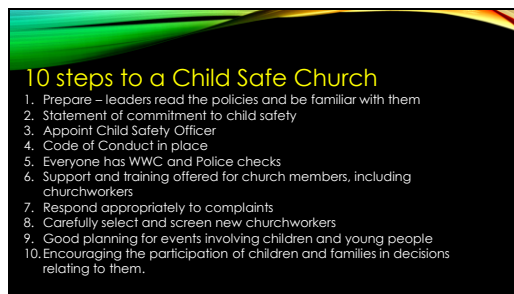 10 steps to a Child Safe Church
1. Prepare – leaders read the policies and be familiar with them
2. Statement of commitment to child safety
3. Appoint Child Safety Officer
4. Code of Conduct in place
5. Everyone has WWC and Police checks
6. Support and training offered for church members, including
churchworkers
7. Respond appropriately to complaints
8. Carefully select and screen new churchworkers
9. Good planning for events involving children and young people
10. Encouraging the participation of children and families in decisions
relating to them.